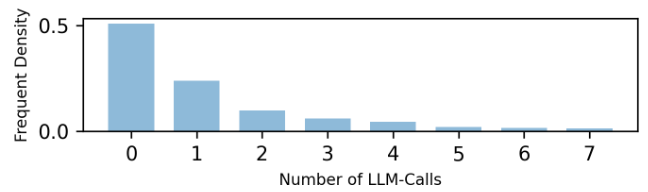 Frequent Density
0.5
0.0
0 1 2 3 4 5 6 7
Number of LLM-Calls